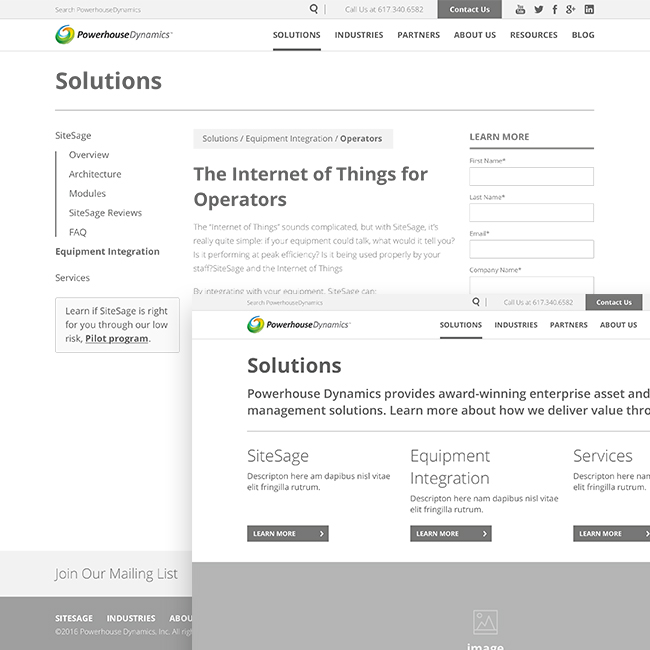 Search PowerhouseDynamics
Call Us at 617.340.6582
Contact Us
PowerhouseDynamics
SOLUTIONS INDUSTRIES PARTNERS ABOUT US RESOURCES BLOG
Solutions
SiteSage
Overview
Architecture
Modules
SiteSage Reviews
FAQ
Equipment Integration
Services
Learn if SiteSage is right
for you through our low
risk, Pilot program.
Solutions / Equipment Integration / Operators
The Internet of Things for
Operators
The “Internet of Things” sounds complicated, but with SiteSage, it’s
really quite simple: if your equipment could talk, what would it tell you?
Is it performing at peak efficiency? Is it being used properly by your
staff?SiteSage and the Internet of Things
By integrating with your equipment, SiteSage can:
LEARN MORE
First Name*
Last Name*
Email*
Company Name*
Join Our Mailing List
SITESAGE INDUSTRIES ABOU
©2016 Powerhouse Dynamics, Inc. All righ
Search PowerhouseDynamics
Call Us at 617.340.6582
Contact Us
PowerhouseDynamics
SOLUTIONS INDUSTRIES PARTNERS ABOUT US
Solutions
Powerhouse Dynamics provides award-winning enterprise asset and
management solutions. Learn more about how we deliver value thro
SiteSage
Descripton here am dapibus nisl vitae
elit fringilla rutrum.
LEARN MORE
Equipment
Integration
Descripton here nam dapibus nisl vitae
elit fringilla rutrum.
LEARN MORE
Services
Descripton here nam
elit fringilla rutrum.
LEARN MORE
image